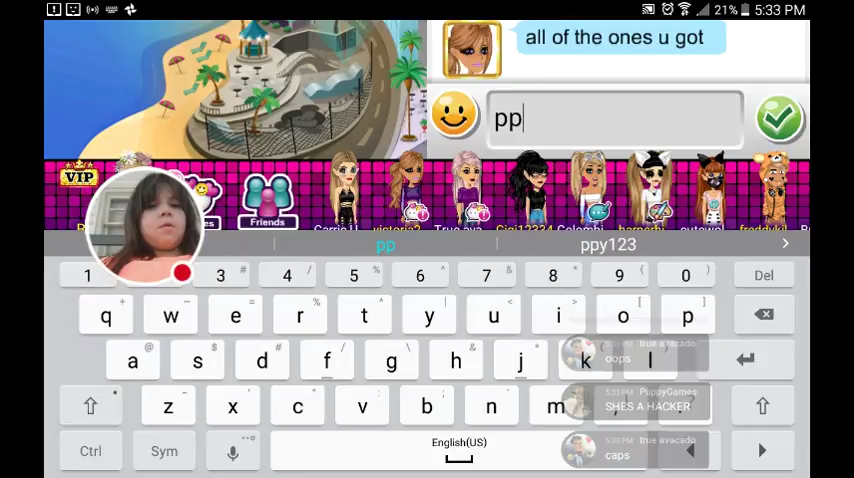 21% 5:33 PM
all of the ones u got
pp
VIP
Friends
Carrie U
victoria2
True ava
Gigi12334
Colombi
harperbi
cutewol
freddykil
pp
ppy123
1 3 # 4 / 5 % 6 ^ 7 & 8 * 9 ( 0 ) Del
q + w - e = r % t / y _ u < i > o [ p ]
a @ s $ d # f / g ^ h & j * k ( l
z - x ' c " v : b ; n m , ! . ?
Ctrl Sym English(US)
5:33 PM true avacado
oops
5:33 PM PuppyGames
SHES A HACKER
5:33 PM true avacado
caps